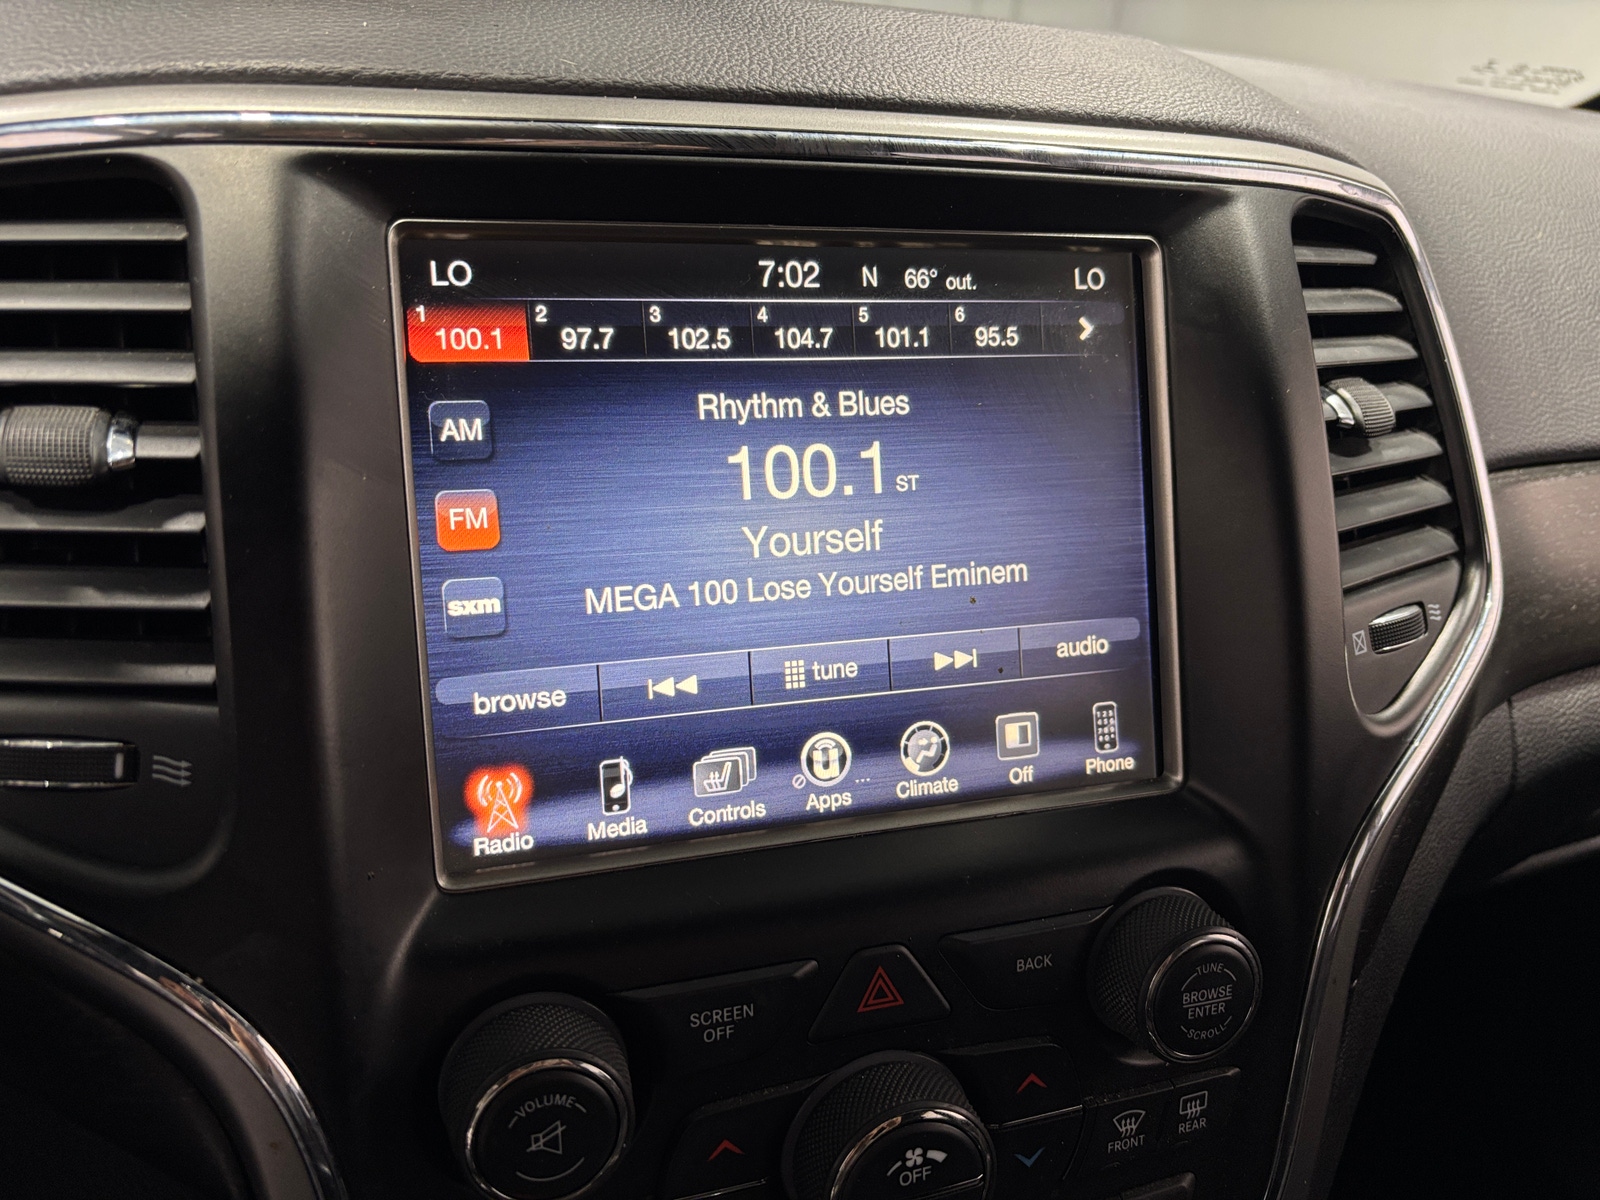 LO 7:02 N 66° out. LO
1 100.1 2 97.7 3 102.5 4 104.7 5 101.1 6 95.5
AM
FM
sxm
Rhythm & Blues
100.1 ST
Yourself
MEGA 100 Lose Yourself Eminem
browse tune audio
Radio Media Controls Apps ... Climate Off Phone
SCREEN
OFF
BACK
TUNE
BROWSE
ENTER
SCROLL
VOLUME
OFF
FRONT
REAR